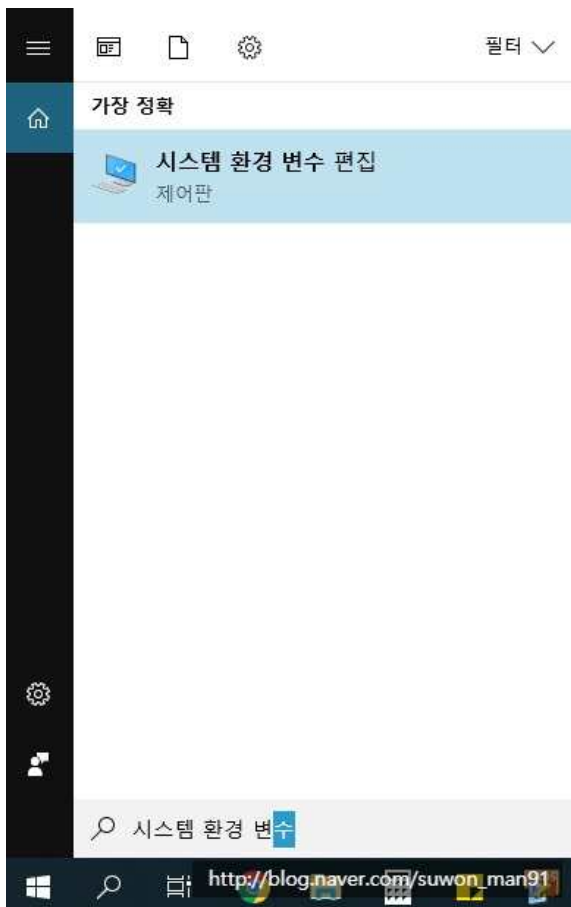 필터
가장 정확
시스템 환경 변수 편집
제어판
시스템 환경 변수
http://blog.naver.com/suwon_man91